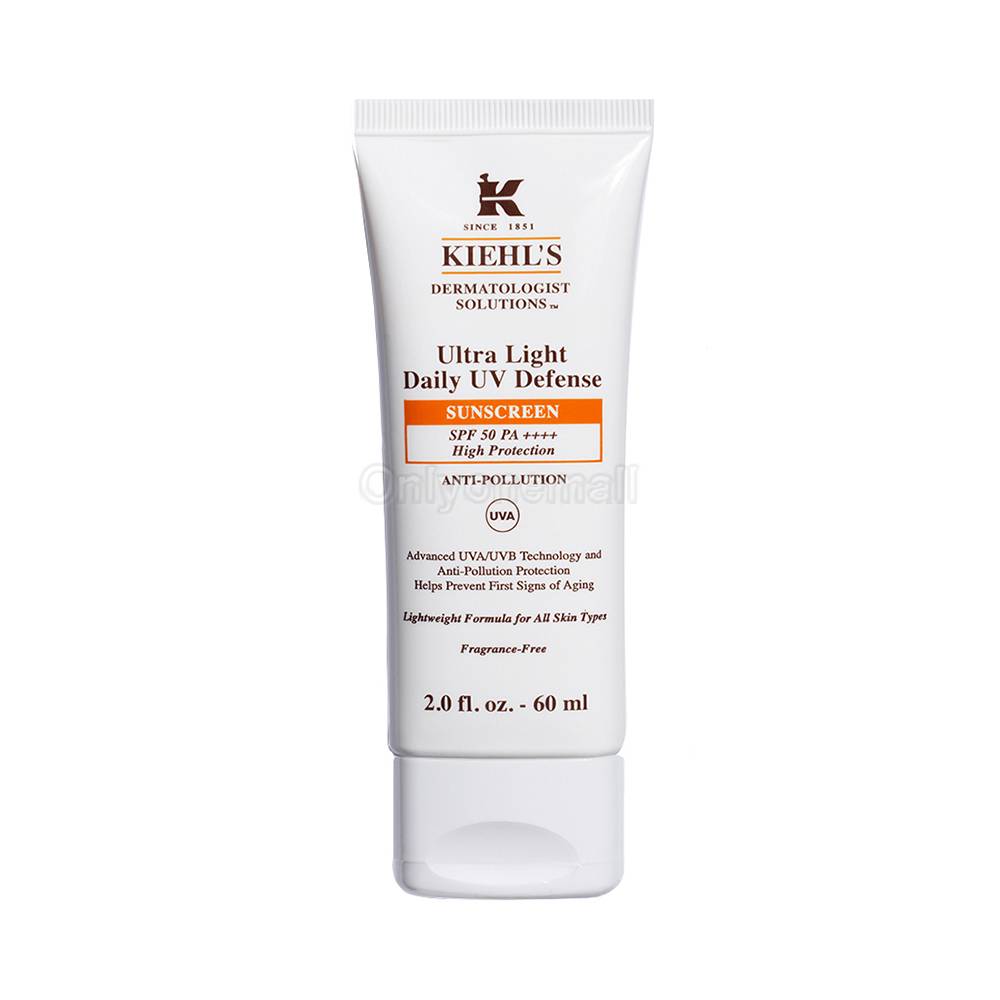 K
SINCE 1851
KIEHL'S
DERMATOLOGIST
SOLUTIONS™
Ultra Light
Daily UV Defense
SUNSCREEN
SPF 50 PA ++++
High Protection
ANTI-POLLUTION
Onlyonemall
UVA
Advanced UVA/UVB Technology and
Anti-Pollution Protection
Helps Prevent First Signs of Aging
Lightweight Formula for All Skin Types
Fragrance-Free
2.0 fl. oz. - 60 ml